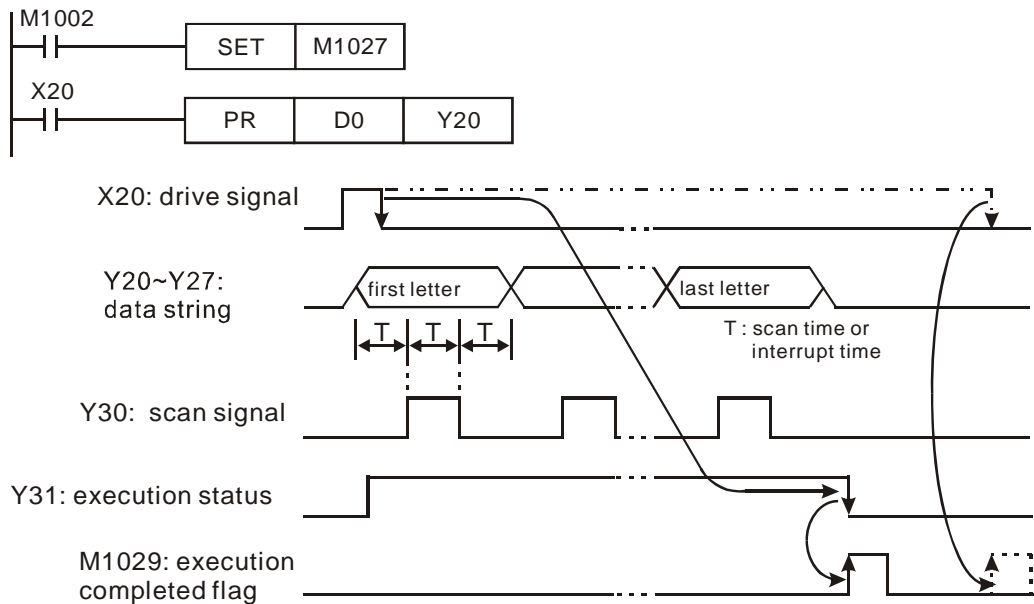 M1002
SET M1027
X20
PR D0 Y20
X20: drive signal
Y20~Y27:
data string
first letter
last letter
T T T
T : scan time or
interrupt time
Y30: scan signal
Y31: execution status
M1029: execution
completed flag